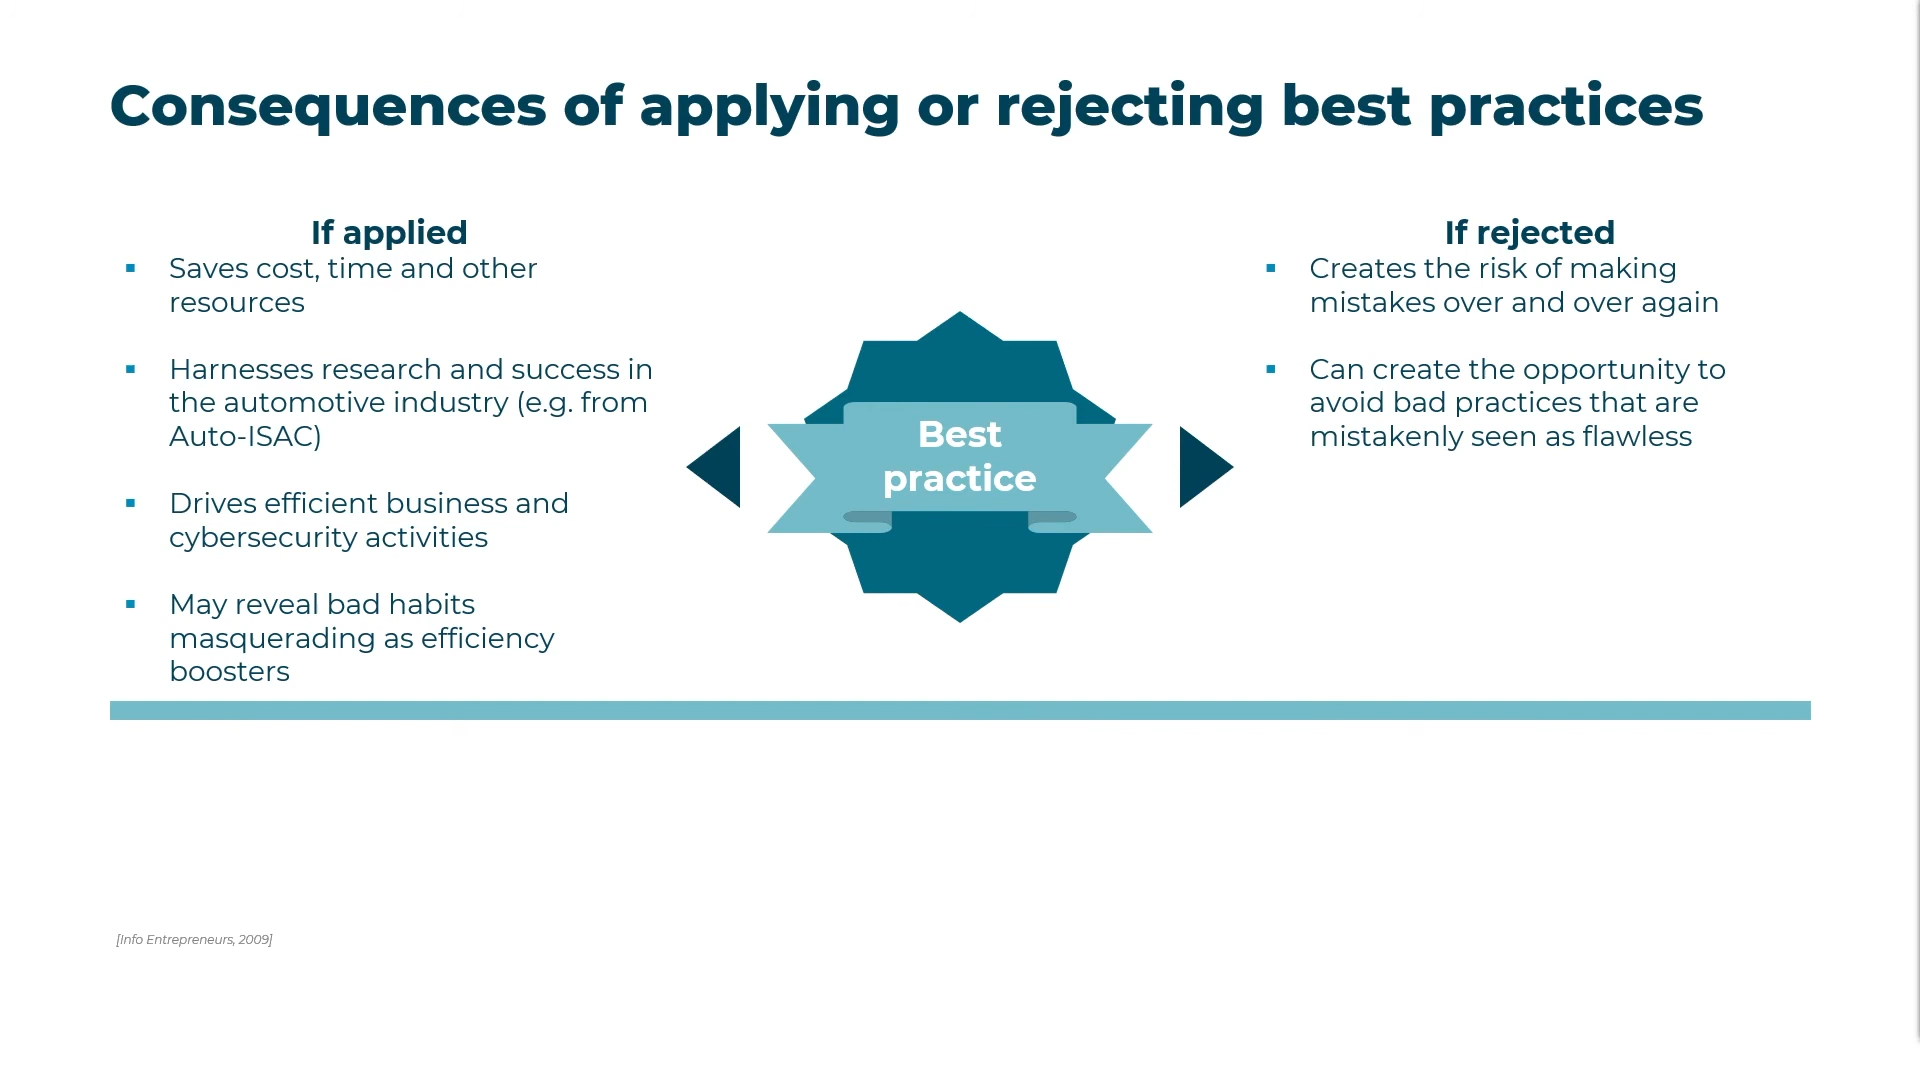 Consequences of applying or rejecting best practices
If applied
▪ Saves cost, time and other
resources
▪ Harnesses research and success in
the automotive industry (e.g. from
Auto-ISAC)
▪ Drives efficient business and
cybersecurity activities
▪ May reveal bad habits
masquerading as efficiency
boosters
Best
practice
If rejected
▪ Creates the risk of making
mistakes over and over again
▪ Can create the opportunity to
avoid bad practices that are
mistakenly seen as flawless
[Info Entrepreneurs, 2009]